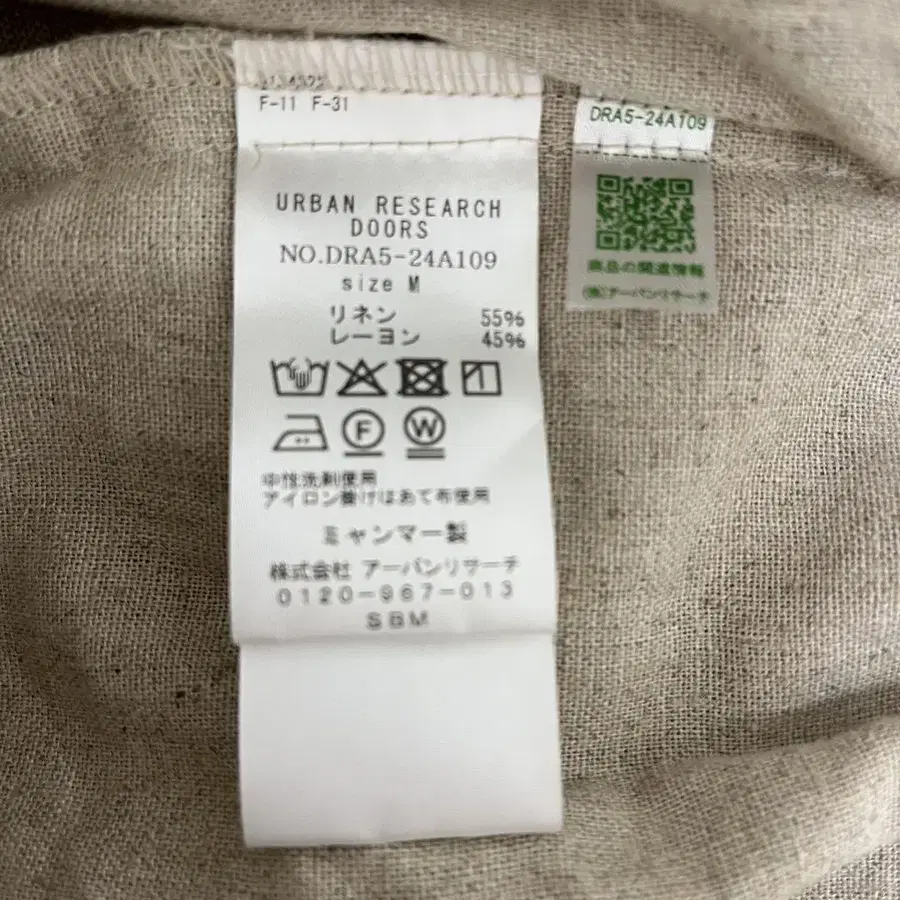 F-11 F-31
URBAN RESEARCH
DOORS
NO.DRA5-24A109
size M
リネン 55%
レーヨン 45%
F W
中性洗剤使用
アイロン掛けはあて布使用
ミャンマー製
株式会社 アーバンリサーチ
0120-967-013
SBM
DRA5-24A109
商品の関連情報
(株)アーバンリサーチ